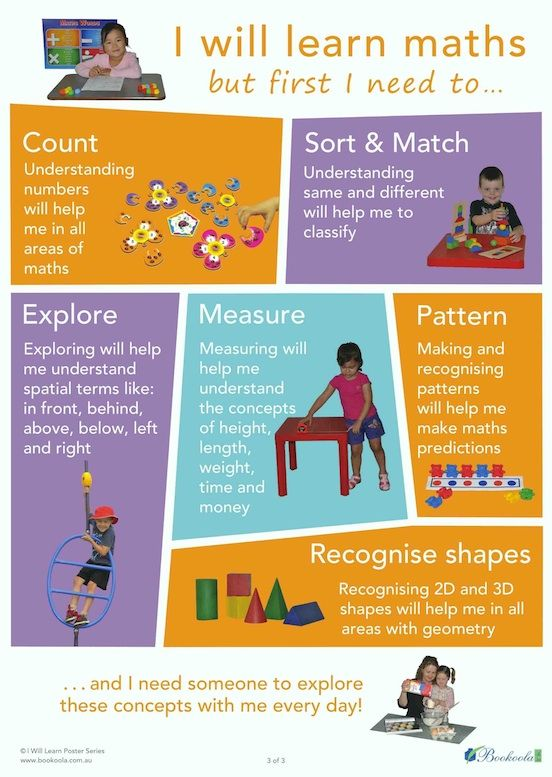 MATHS WORDS
I will learn maths
but first I need to...
Count
Understanding
numbers
will help
me in all
areas of
maths
Sort & Match
Understanding
same and different
will help me to
classify
Explore
Exploring will help
me understand
spatial terms like:
in front, behind,
above, below, left
and right
Measure
Measuring will
help me
understand
the concepts
of height,
length,
weight,
time and
money
Pattern
Making and
recognising
patterns
will help me
make maths
predictions
Recognise shapes
Recognising 2D and 3D
shapes will help me in all
areas with geometry
...and I need someone to explore
these concepts with me every day!
© I Will Learn Poster Series
www.bookoola.com.au
3 of 3
Bookoola